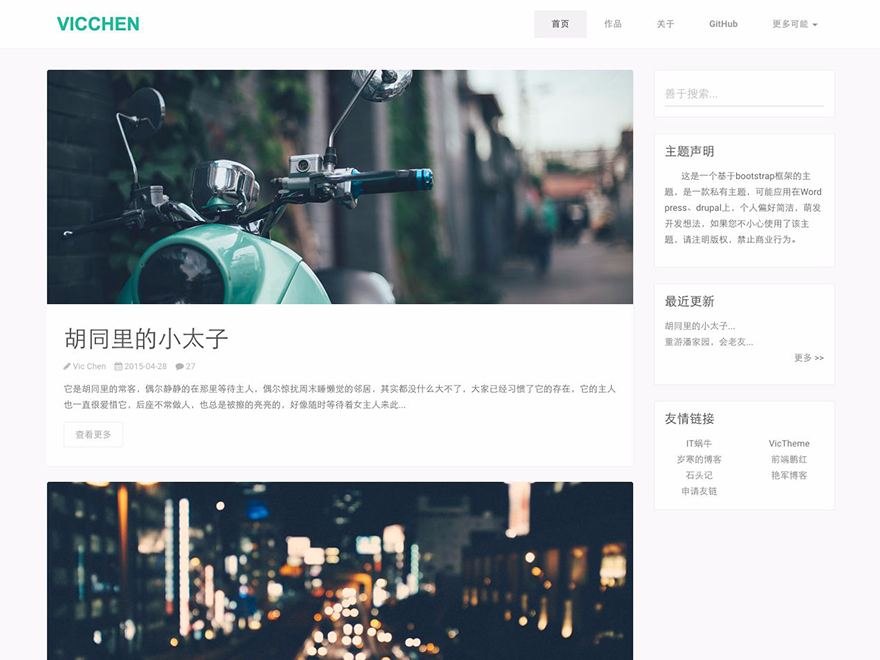 VICCHEN
首页 作品 关于 GitHub 更多可能
善于搜索...
胡同里的小太子
Vic Chen 2015-04-28 27
它是胡同里的常客，偶尔静静的在那里等待主人，偶尔惊扰周末睡懒觉的邻居，其实都没什么大不了，大家已经习惯了它的存在，它的主人
也一直很爱惜它，后座不常做人，也总是被擦的亮亮的，好像随时等待着女主人来此...
查看更多
主题声明
这是一个基于bootstrap框架的主
题，是一款私有主题，可能应用在Word
press、drupal上，个人偏好简洁，萌发
开发想法，如果您不小心使用了该主
题，请注明版权，禁止商业行为。
最近更新
胡同里的小太子...
重游潘家园，会老友...
更多 >>
友情链接
IT蜗牛 VicTheme
岁寒的博客 前端鹏红
石头记 艳军博客
申请友链